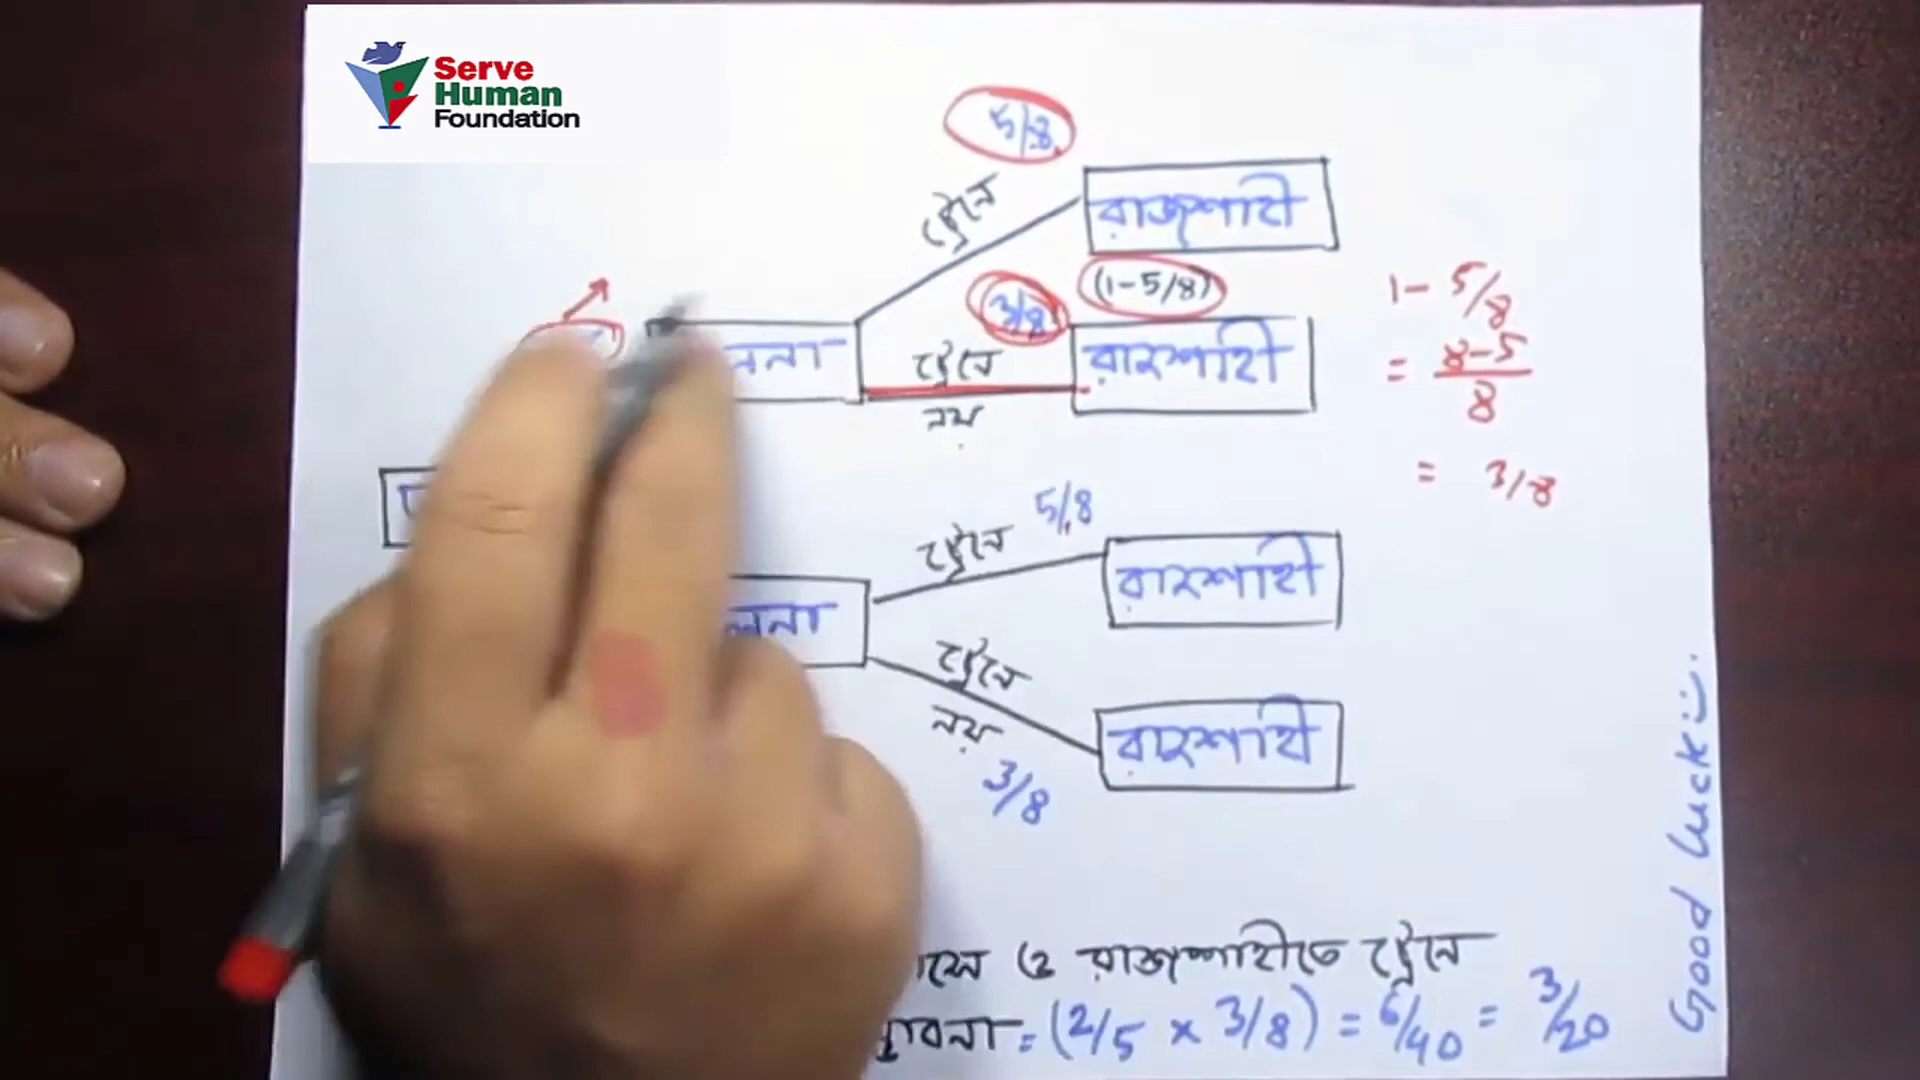 Serve
Human
Foundation
5/8
ট্রেনে
রাজশাহী
3/8
(1-5/8)
1 - 5/8
ট্রেনে
নয়
রাজশাহী
= 8-5
8
= 3/8
ট্রেনে
5/8
রাজশাহী
ট্রেনে
নয়
3/8
রাজশাহী
ও রাজশাহীতে ট্রেনে
= (2/5 x 3/8) = 6/40 = 3/20
Good Luck